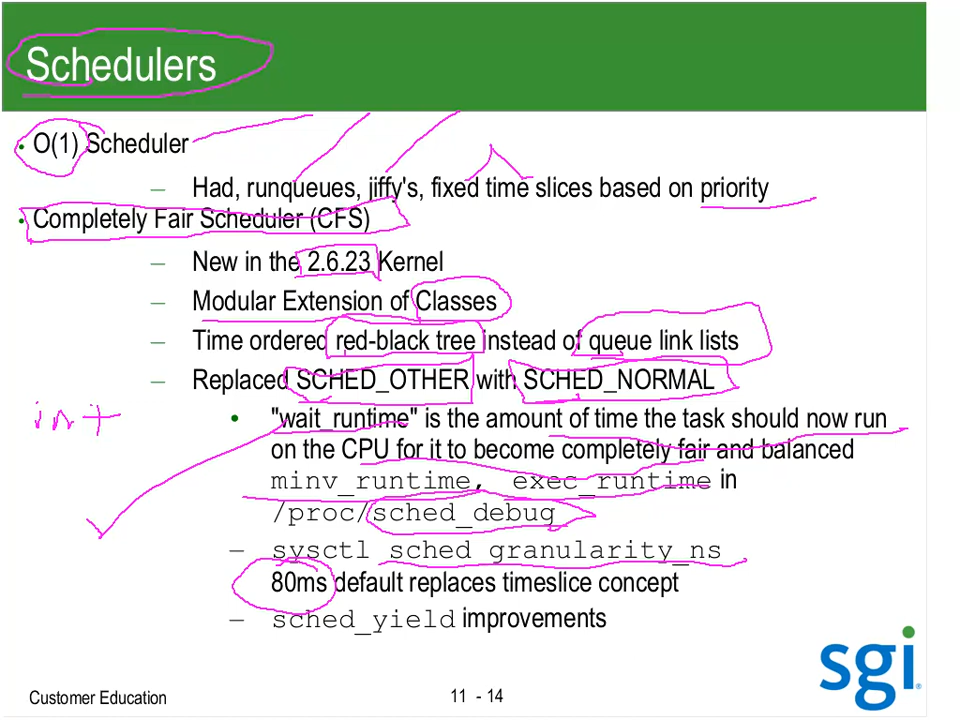 Schedulers
• O(1) Scheduler
– Had, runqueues, jiffy's, fixed time slices based on priority
• Completely Fair Scheduler (CFS)
– New in the 2.6.23 Kernel
– Modular Extension of Classes
– Time ordered red-black tree instead of queue link lists
– Replaced SCHED_OTHER with SCHED_NORMAL
int
• "wait_runtime" is the amount of time the task should now run
on the CPU for it to become completely fair and balanced
minv_runtime, exec_runtime in
/proc/sched_debug
– sysctl sched_granularity_ns
80ms default replaces timeslice concept
– sched_yield improvements
sgi®
Customer Education
11 - 14